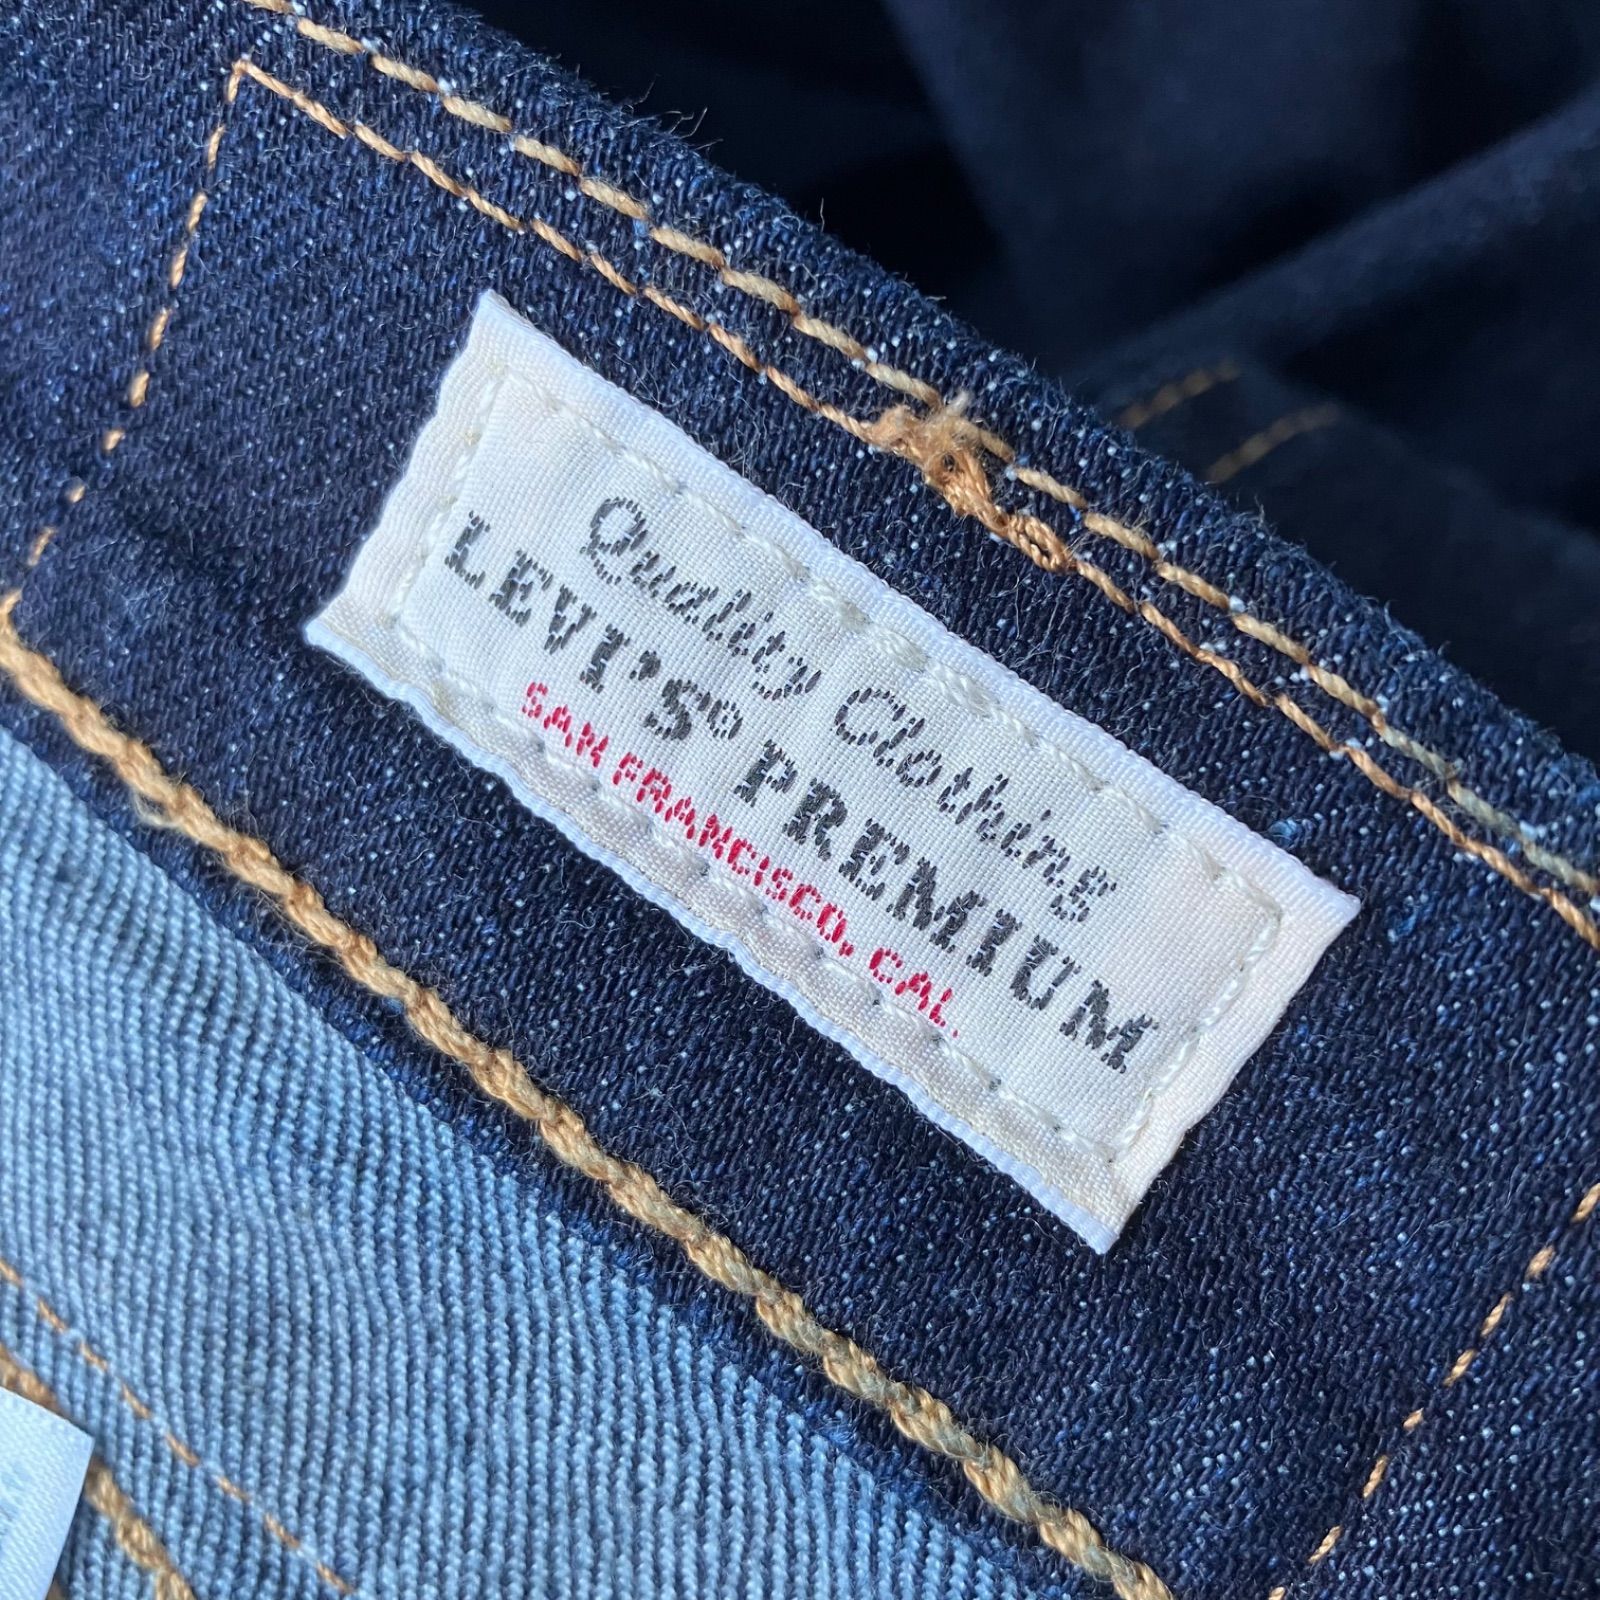 Quality Clothing
LEVI'S® PREMIUM
SAN FRANCISCO, CAL.